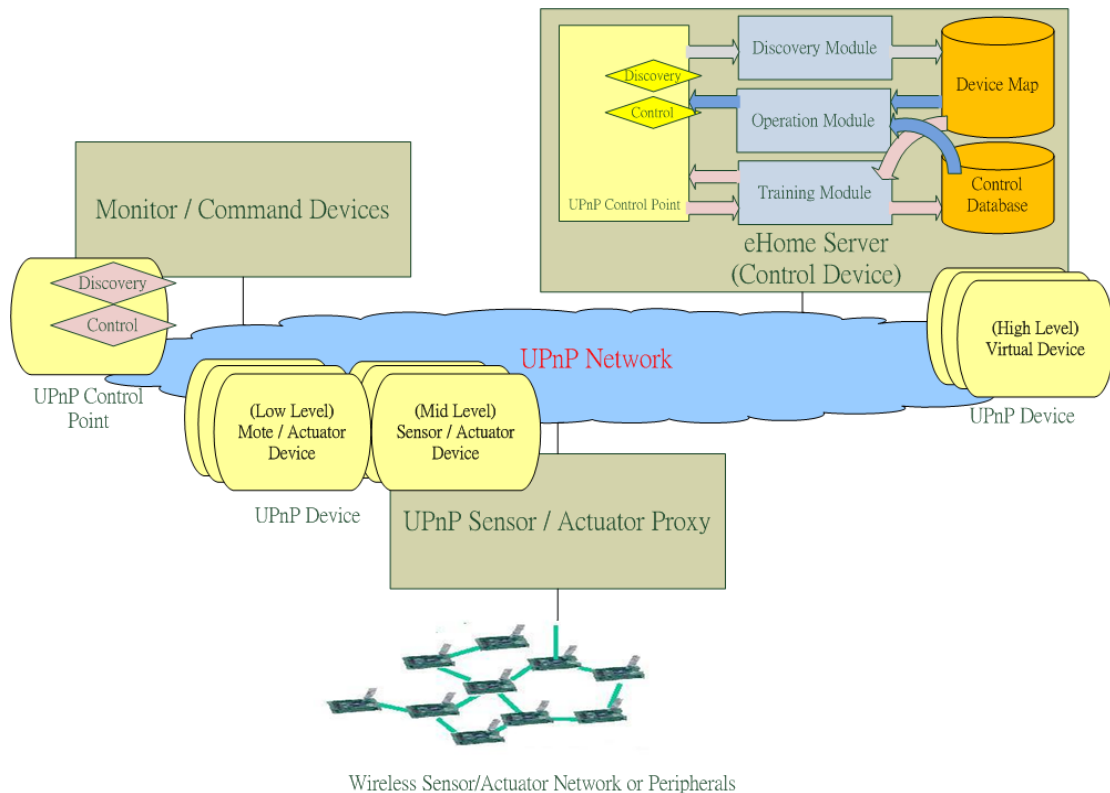 Discovery Module
Discovery
Device Map
Control
Operation Module
Training Module
Control
Database
UPnP Control Point
eHome Server
(Control Device)
Monitor / Command Devices
Discovery
Control
UPnP Control
Point
UPnP Network
(High Level)
Virtual Device
UPnP Device
(Low Level)
Mote / Actuator
Device
(Mid Level)
Sensor / Actuator
Device
UPnP Device
UPnP Sensor / Actuator Proxy
Wireless Sensor/Actuator Network or Peripherals